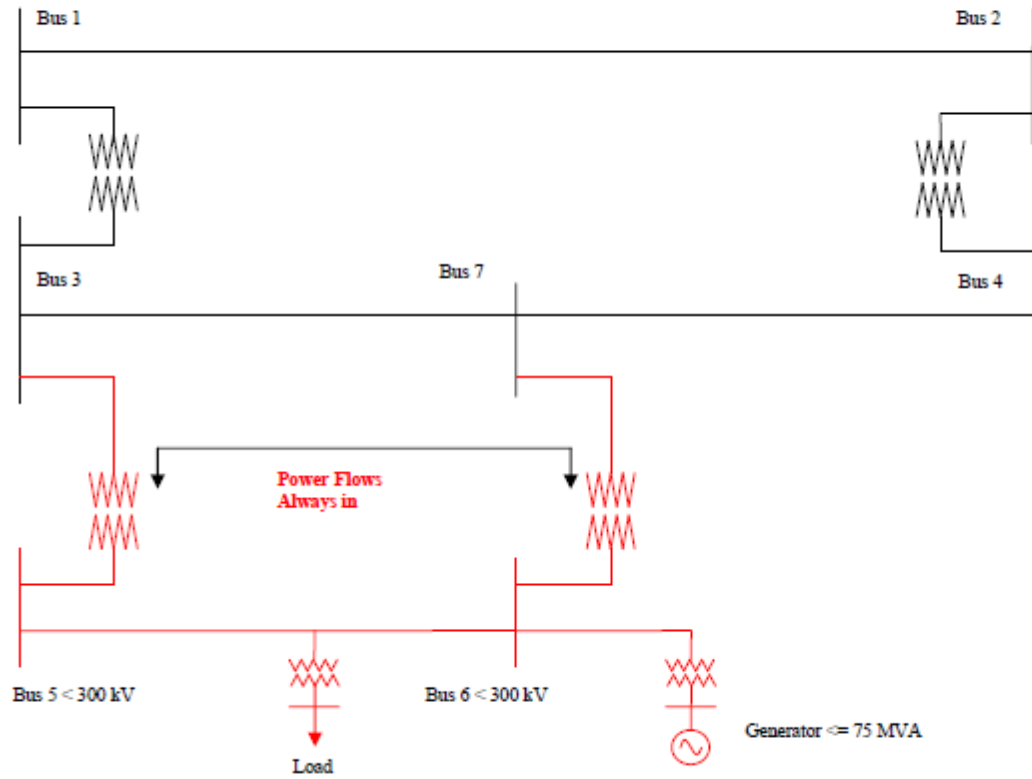 Bus 1
Bus 2
Bus 3
Bus 7
Bus 4
Power Flows
Always in
Bus 5 < 300 kV
Bus 6 < 300 kV
Generator <= 75 MVA
Load